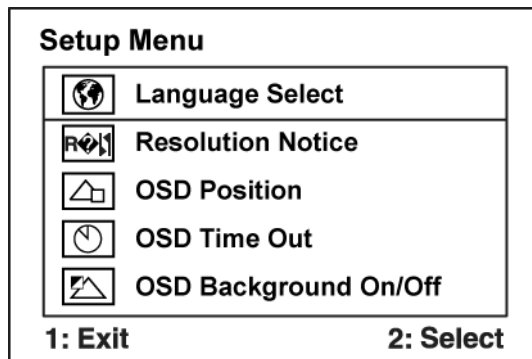 Setup Menu
Language Select
Resolution Notice
OSD Position
OSD Time Out
OSD Background On/Off
1: Exit
2: Select